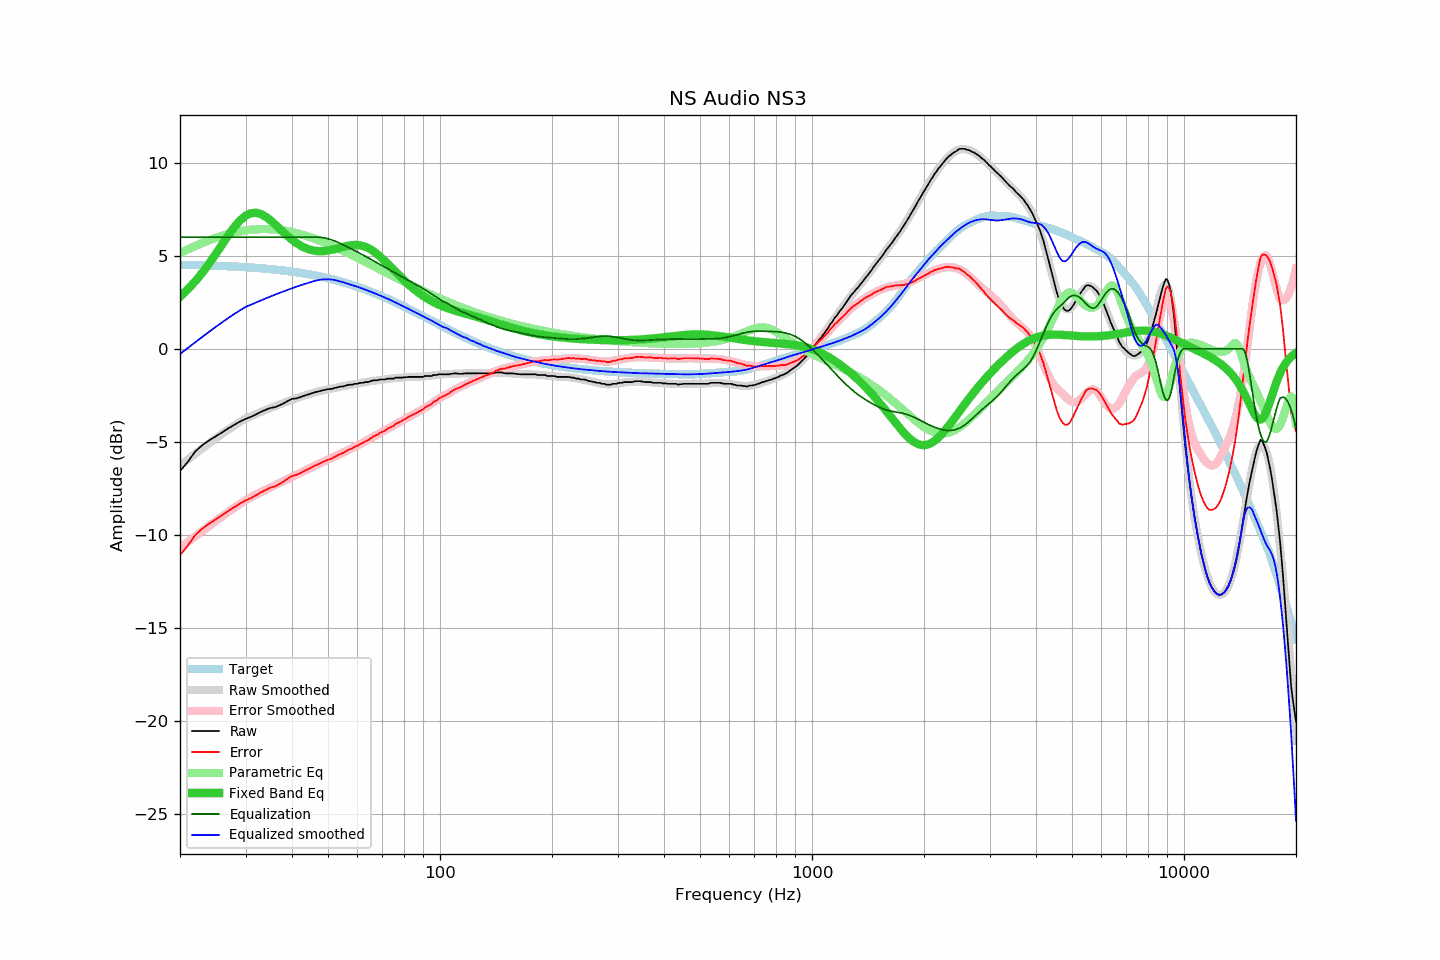 NS Audio NS3
10
5
0
−5
−10
−15
−20
−25
Amplitude (dBr)
Target
Raw Smoothed
Error Smoothed
Raw
Error
Parametric Eq
Fixed Band Eq
Equalization
Equalized smoothed
100
1000
10000
Frequency (Hz)